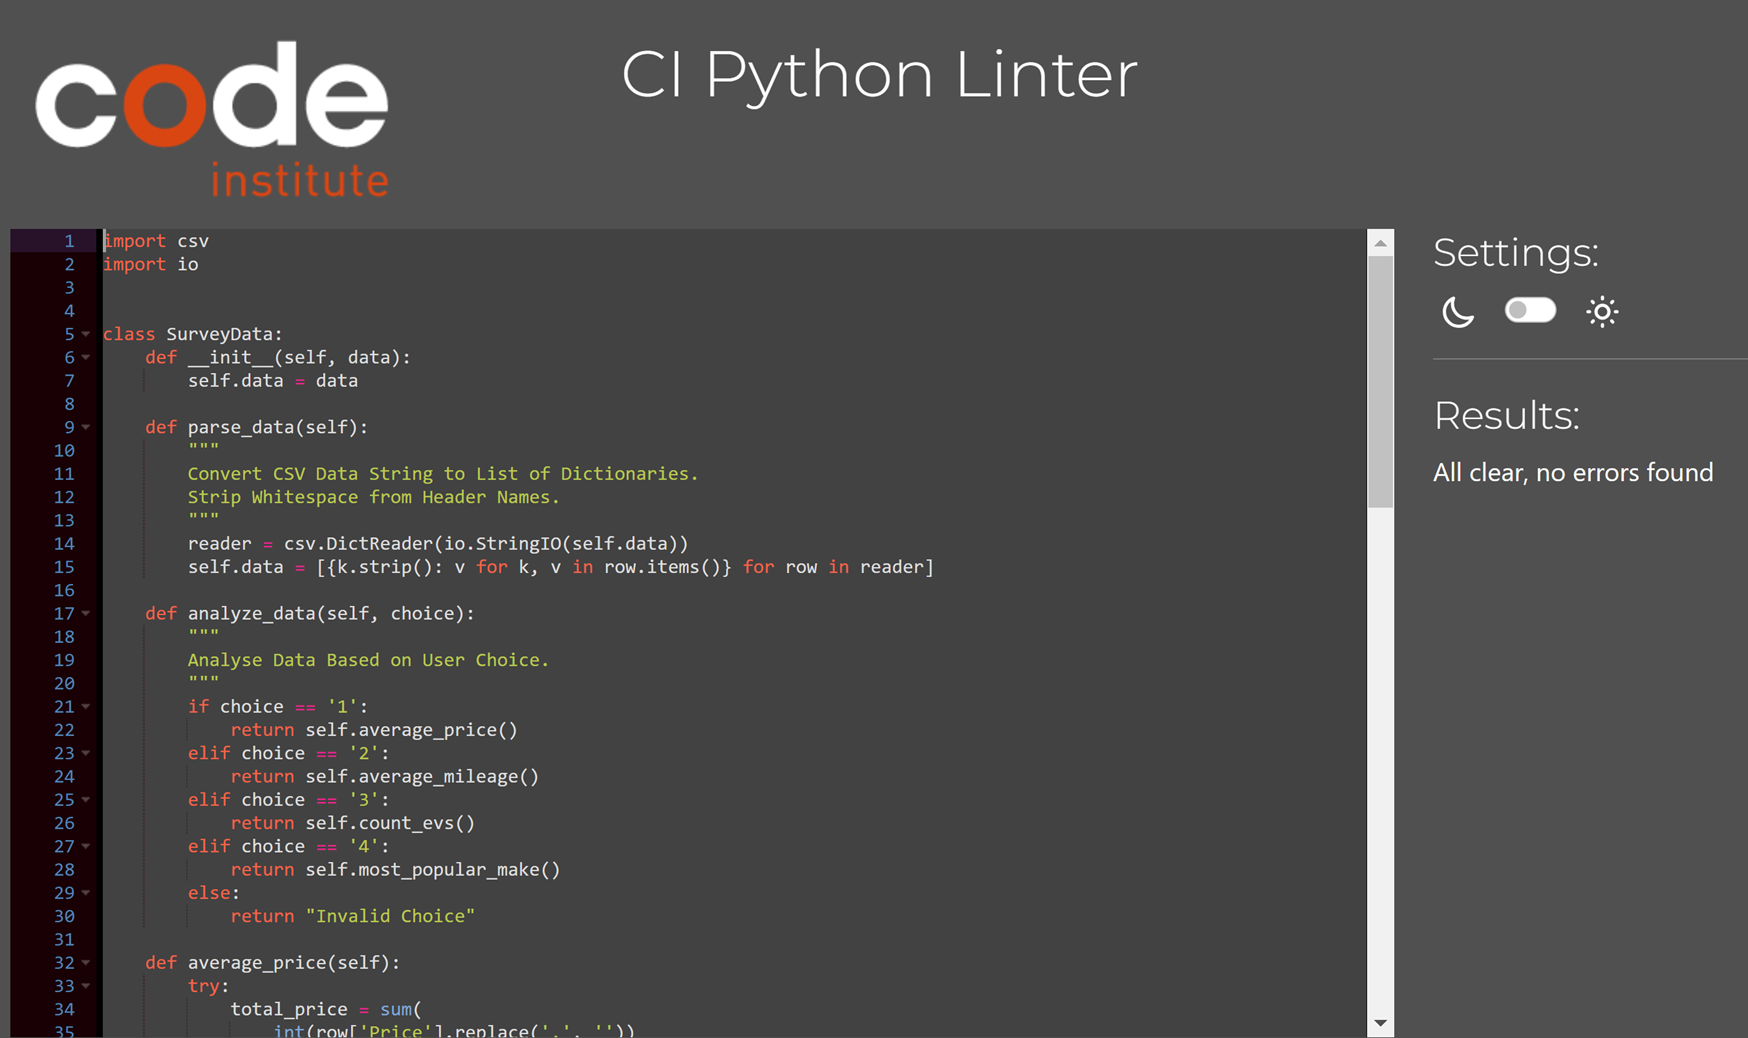 code
institute
CI Python Linter
1 import csv
2 import io
3
4
5 class SurveyData:
6     def __init__(self, data):
7         self.data = data
8
9     def parse_data(self):
10         """
11         Convert CSV Data String to List of Dictionaries.
12         Strip Whitespace from Header Names.
13         """
14         reader = csv.DictReader(io.StringIO(self.data))
15         self.data = [{k.strip(): v for k, v in row.items()} for row in reader]
16
17     def analyze_data(self, choice):
18         """
19         Analyse Data Based on User Choice.
20         """
21         if choice == '1':
22             return self.average_price()
23         elif choice == '2':
24             return self.average_mileage()
25         elif choice == '3':
26             return self.count_evs()
27         elif choice == '4':
28             return self.most_popular_make()
29         else:
30             return "Invalid Choice"
31
32     def average_price(self):
33         try:
34             total_price = sum(
35                 int(row['Price'].replace(',', ''))
Settings:
Results:
All clear, no errors found